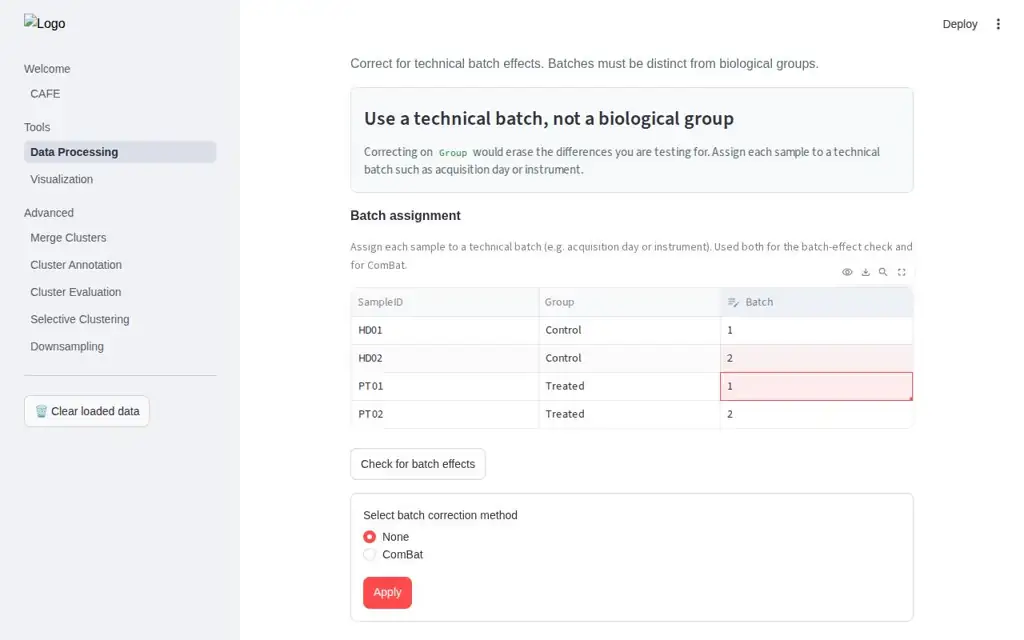 Logo
Deploy
Welcome
CAFE
Tools
Data Processing
Visualization
Advanced
Merge Clusters
Cluster Annotation
Cluster Evaluation
Selective Clustering
Downsampling
Clear loaded data
Correct for technical batch effects. Batches must be distinct from biological groups.
Use a technical batch, not a biological group
Correcting on Group would erase the differences you are testing for. Assign each sample to a technical
batch such as acquisition day or instrument.
Batch assignment
Assign each sample to a technical batch (e.g. acquisition day or instrument). Used both for the batch-effect check and
for ComBat.
SampleID Group Batch
HD01 Control 1
HD02 Control 2
PT01 Treated 1
PT02 Treated 2
Check for batch effects
Select batch correction method
None
ComBat
Apply